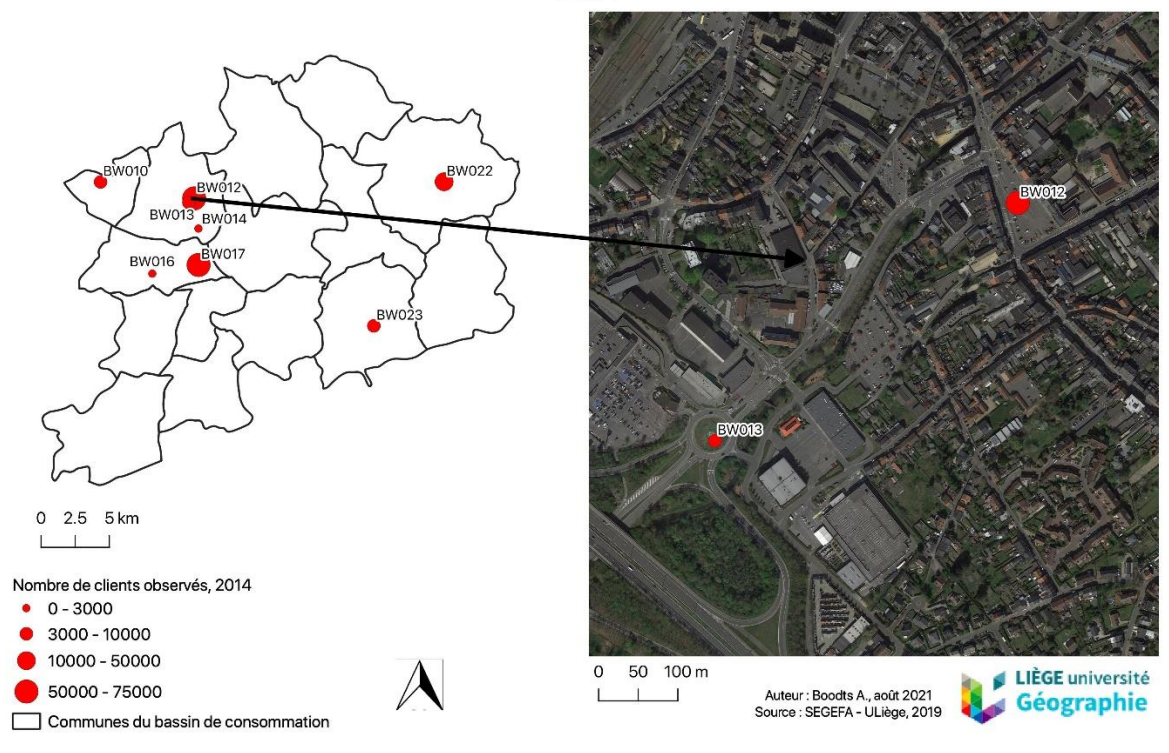 BW010
BW012
BW022
BW013
BW014
BW016
BW017
BW023
0 2.5 5 km
Nombre de clients observés, 2014
0 - 3000
3000 - 10000
10000 - 50000
50000 - 75000
Communes du bassin de consommation
BW012
BW013
0 50 100 m
Auteur : Boodts A., août 2021
Source : SEGEFA - ULiège, 2019
LIÈGE université
Géographie